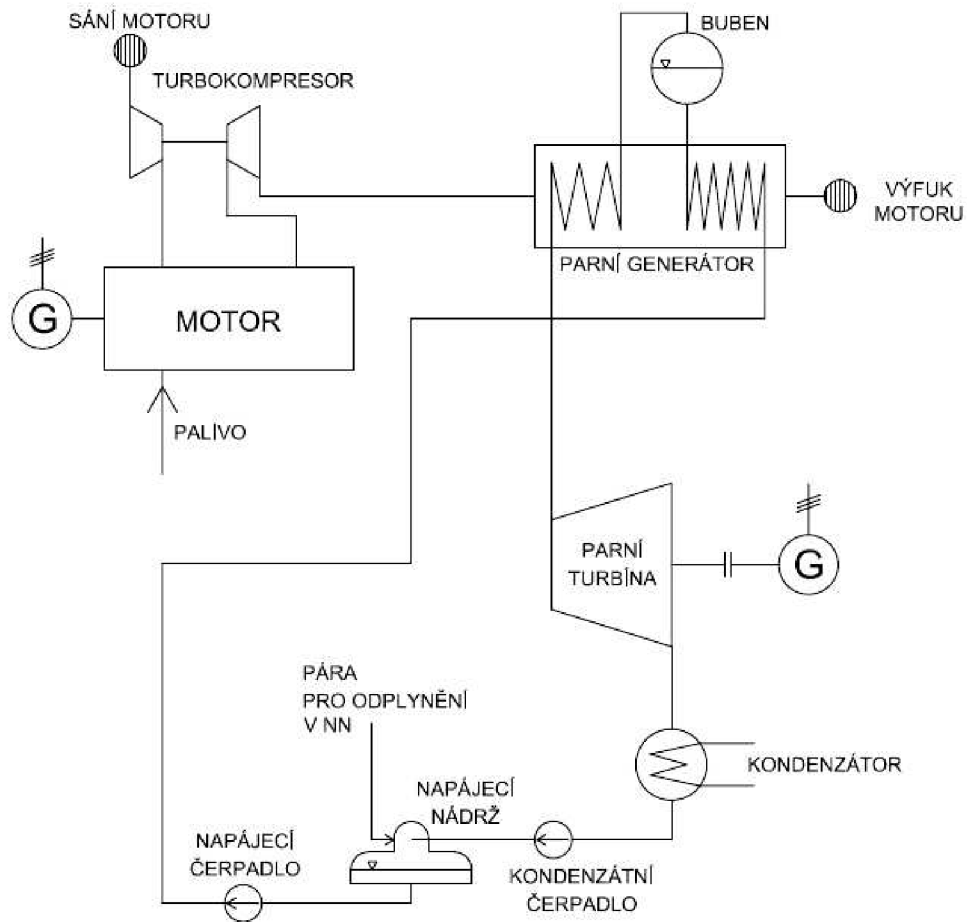 SÁNÍ MOTORU
TURBOKOMPRESOR
BUBEN
VÝFUK
MOTORU
PARNÍ GENERÁTOR
G
MOTOR
PALÍVO
PARNÍ
TURBÍNA
G
PÁRA
PRO ODPLYNĚNÍ
V NN
KONDENZÁTOR
NAPÁJECÍ
NÁDRŽ
NAPÁJECÍ
ČERPADLO
KONDENZÁTNÍ
ČERPADLO